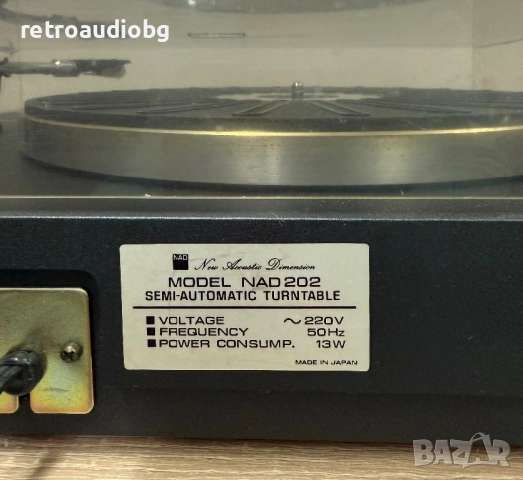 retroaudiobg
NAD New Acoustic Dimension
MODEL NAD 202
SEMI-AUTOMATIC TURNTABLE
■ VOLTAGE ~ 220V
■ FREQUENCY 50Hz
■ POWER CONSUMP. 13W
MADE IN JAPAN
BAZAR